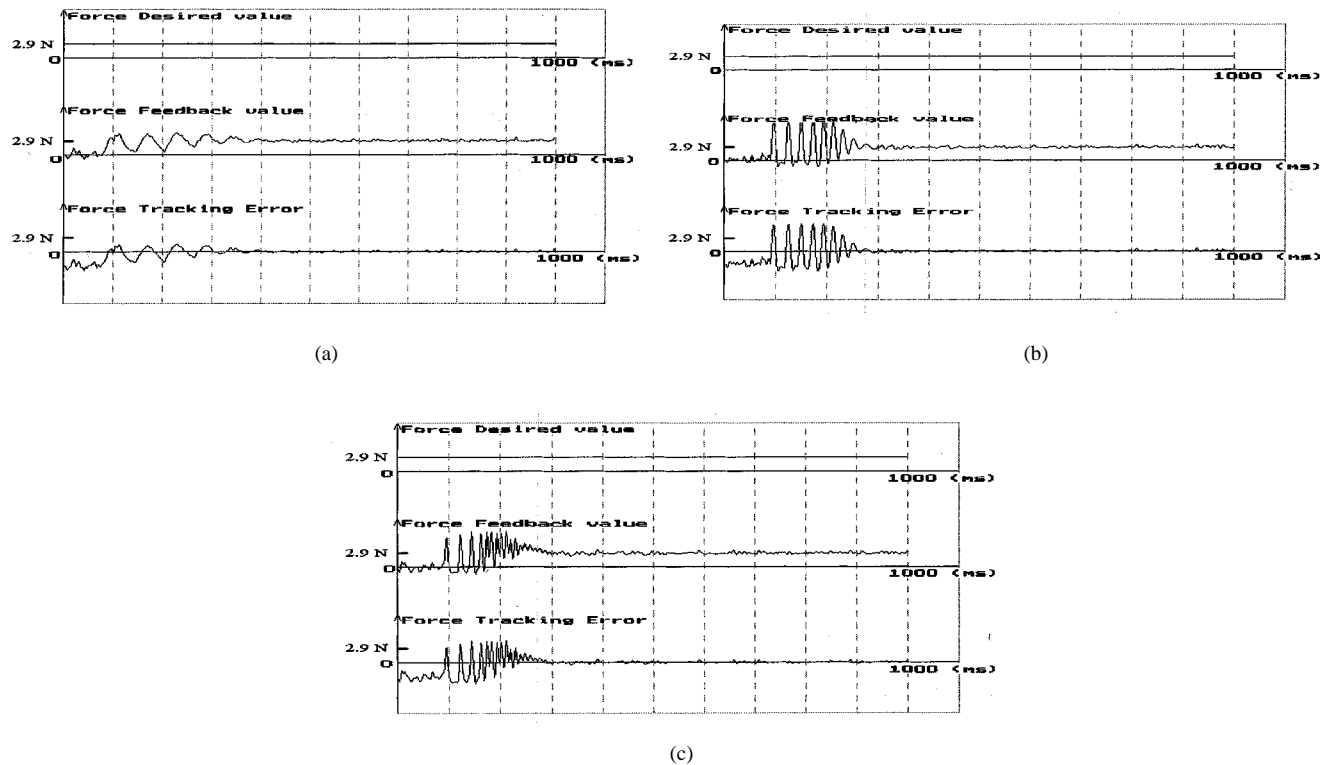 Force Desired value
2.9 N
0
1000 (ms)
Force Feedback value
2.9 N
0
1000 (ms)
Force Tracking Error
2.9 N
0
1000 (ms)
(a)
Force Desired value
2.9 N
0
1000 (ms)
Force Feedback value
2.9 N
0
1000 (ms)
Force Tracking Error
2.9 N
0
1000 (ms)
(b)
Force Desired value
2.9 N
0
1000 (ms)
Force Feedback value
2.9 N
0
1000 (ms)
Force Tracking Error
2.9 N
0
1000 (ms)
(c)